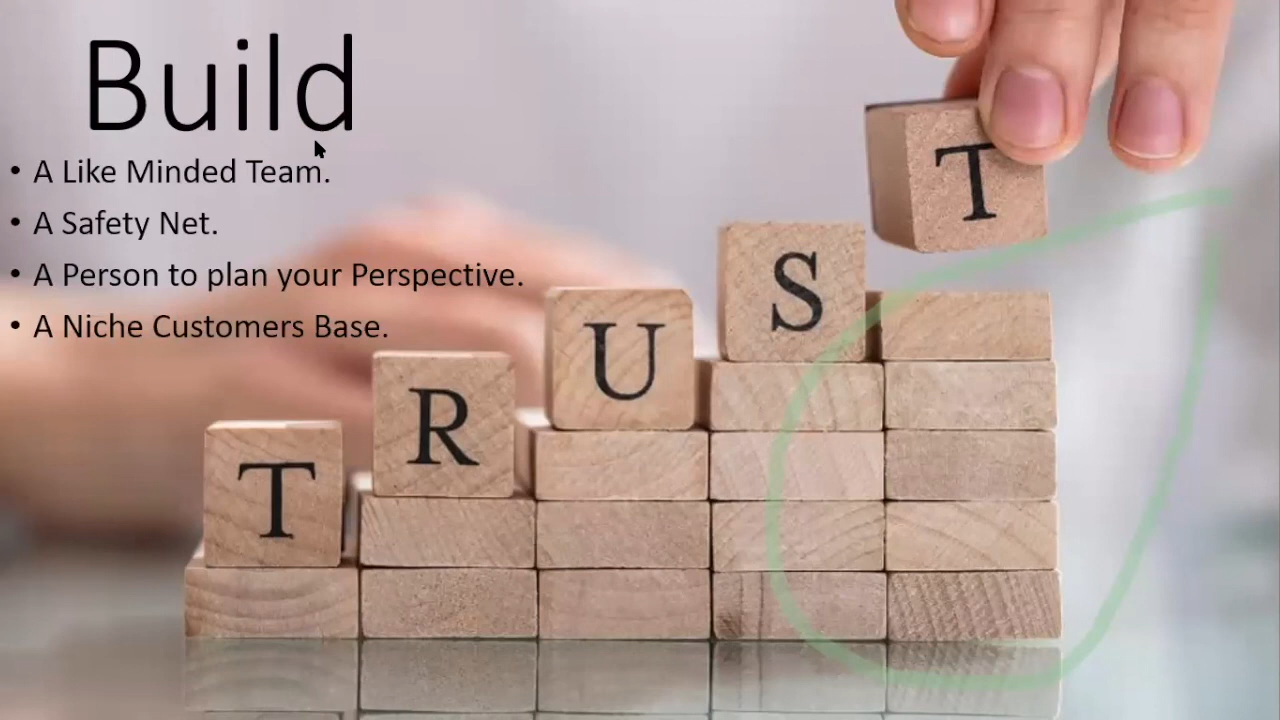 Build
• A Like Minded Team.
• A Safety Net.
• A Person to plan your Perspective.
• A Niche Customers Base.
T R U S T